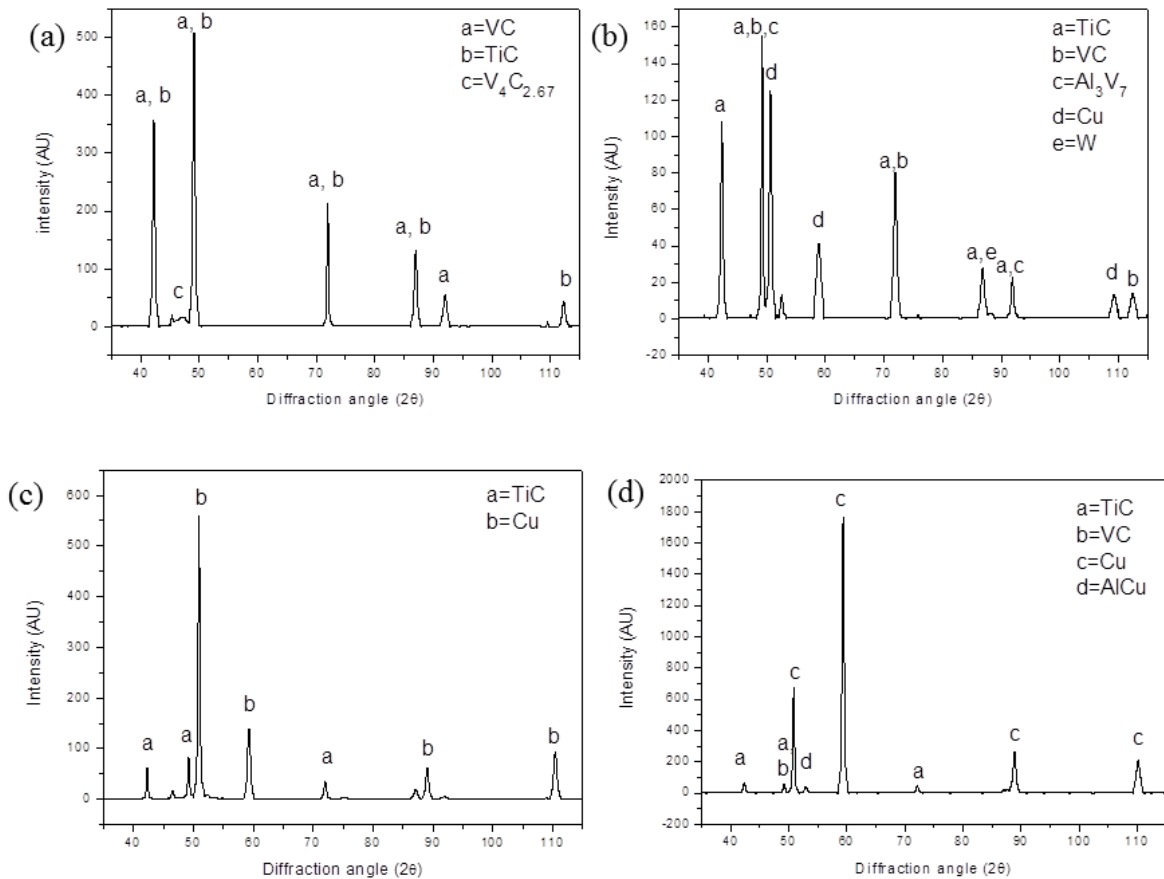 (a)
a=VC
b=TiC
c=V₄C₂.₆₇
a, b
a, b
c
a, b
a, b
a
b
500
400
300
200
100
0
intensity (AU)
40 50 60 70 80 90 100 110
Diffraction angle (2θ)
(b)
a=TiC
b=VC
c=Al₃V₇
d=Cu
e=W
a
a,b,c
d
d
a,b
a,e
a,c
d
b
160
140
120
100
80
60
40
20
0
-20
Intensity (AU)
40 50 60 70 80 90 100 110
Diffraction angle (2θ)
(c)
a=TiC
b=Cu
a
a
b
b
a
b
b
600
500
400
300
200
100
0
Intensity (AU)
40 50 60 70 80 90 100 110
Diffraction angle (2θ)
(d)
a=TiC
b=VC
c=Cu
d=AlCu
a
a
b
c
d
c
a
c
c
2000
1800
1600
1400
1200
1000
800
600
400
200
0
-200
Intensity (AU)
40 50 60 70 80 90 100 110
Diffraction angle (2θ)